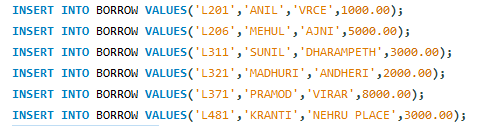 INSERT INTO BORROW VALUES('L201','ANIL','VRCE',1000.00);
INSERT INTO BORROW VALUES('L206','MEHUL','AJNI',5000.00);
INSERT INTO BORROW VALUES('L311','SUNIL','DHARAMPETH',3000.00);
INSERT INTO BORROW VALUES('L321','MADHURI','ANDHERI',2000.00);
INSERT INTO BORROW VALUES('L371','PRAMOD','VIRAR',8000.00);
INSERT INTO BORROW VALUES('L481','KRANTI','NEHRU PLACE',3000.00);